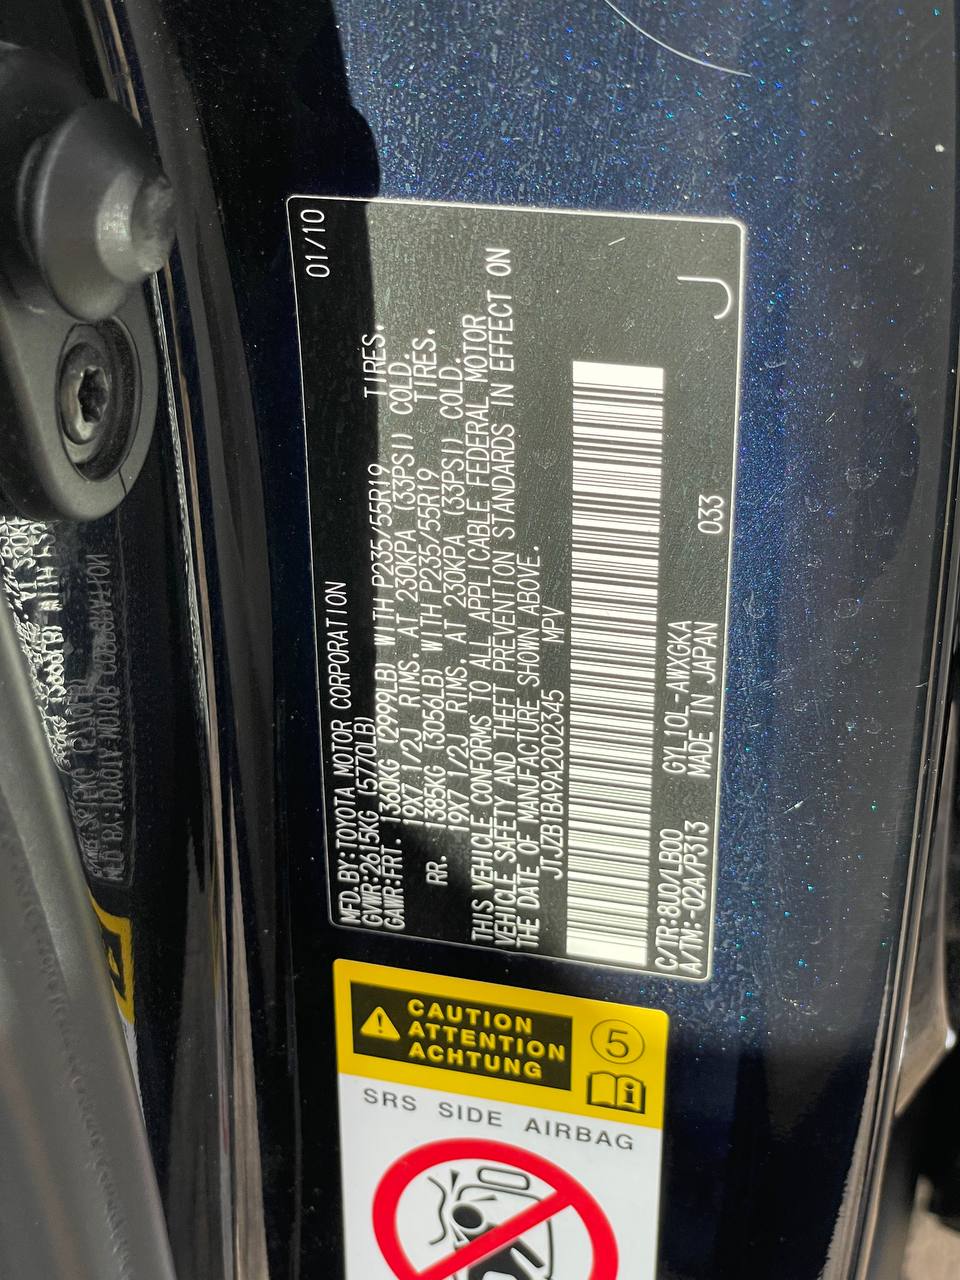 01/10
MFD.BY:TOYOTA MOTOR CORPORATION
GVWR:2615KG (5770LB)
GAWR:FRT. 1360KG (2999LB) WITH P235/55R19 TIRES.
19X7 1/2J RIMS. AT 230KPA (33PSI) COLD.
RR. 1385KG (3056LB) WITH P235/55R19 TIRES.
19X7 1/2J RIMS. AT 230KPA (33PSI) COLD.
THIS VEHICLE CONFORMS TO ALL APPLICABLE FEDERAL MOTOR
VEHICLE SAFETY AND THEFT PREVENTION STANDARDS IN EFFECT ON
THE DATE OF MANUFACTURE SHOWN ABOVE.
JTJZB1BA9A2002345 MPV
J
C/TR:8U0/LB00 GYL10L-AWXGKA
A/TM:-02A/P313 MADE IN JAPAN 033
CAUTION
ATTENTION
ACHTUNG
5
SRS SIDE AIRBAG